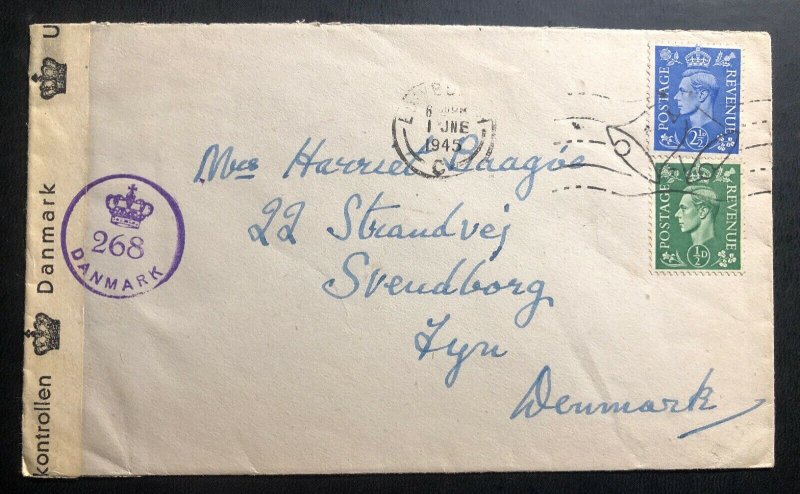 kontrollen Danmark U
268
DANMARK
1 JNE
1945
POSTAGE REVENUE
2½D
POSTAGE REVENUE
½D
Mrs Harriet
22 Strandvej
Svendborg
Fyn
Denmark